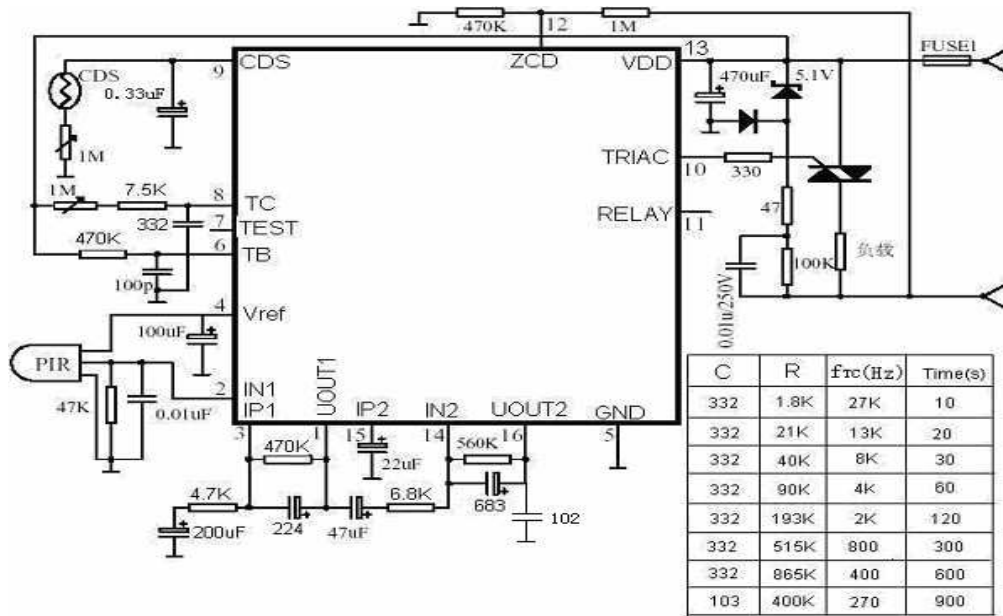 470K 12 1M
9 CDS ZCD VDD 13 FUSE1
CDS
0.33uF
470uF 5.1V
1M
TRIAC 10 330
1M 7.5K 8 TC
332 7 TEST
RELAY 11 47
470K 6 TB
100p
100K 负载
0.01u/250V
4 Vref
100uF
PIR
2 IN1
47K 0.01uF
IP1 UOUT1 IP2 IN2 UOUT2 GND
3 1 15 14 16 5
470K 22uF 560K
4.7K 6.8K
200uF 224 47uF 683 102
C R fTC(Hz) Time(s)
332 1.8K 27K 10
332 21K 13K 20
332 40K 8K 30
332 90K 4K 60
332 193K 2K 120
332 515K 800 300
332 865K 400 600
103 400K 270 900